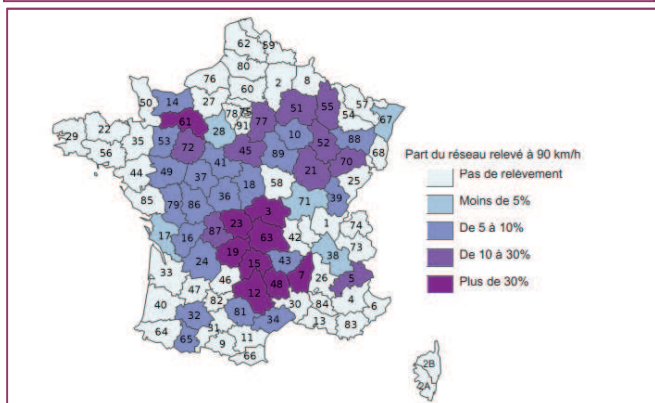 62 59
80
76 2 8
60
50 14 27 51 55 57
78 75 77 54 67
61 91
29 22 28 10
35 53 72 52 88 68
56 45 89 70
44 49 41 21 25
37 18 58 39
85 36 71
79 86
3
23 1 74
17 16 87 63 42
19 38 73
24 15 43
33 46 7 26 5
47 48
12 4 6
40 82 30 84
32 81 34 13 83
64 31
65 9 11
66
2B
2A
Part du réseau relevé à 90 km/h
Pas de relèvement
Moins de 5%
De 5 à 10%
De 10 à 30%
Plus de 30%